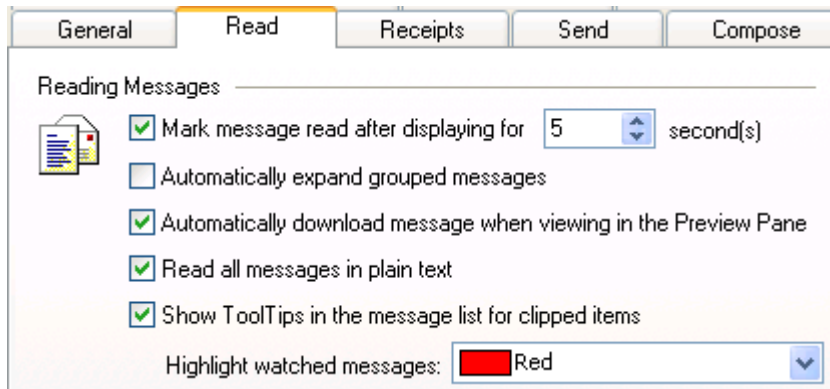 General Read Receipts Send Compose
Reading Messages
Mark message read after displaying for 5 second(s)
Automatically expand grouped messages
Automatically download message when viewing in the Preview Pane
Read all messages in plain text
Show ToolTips in the message list for clipped items
Highlight watched messages: Red